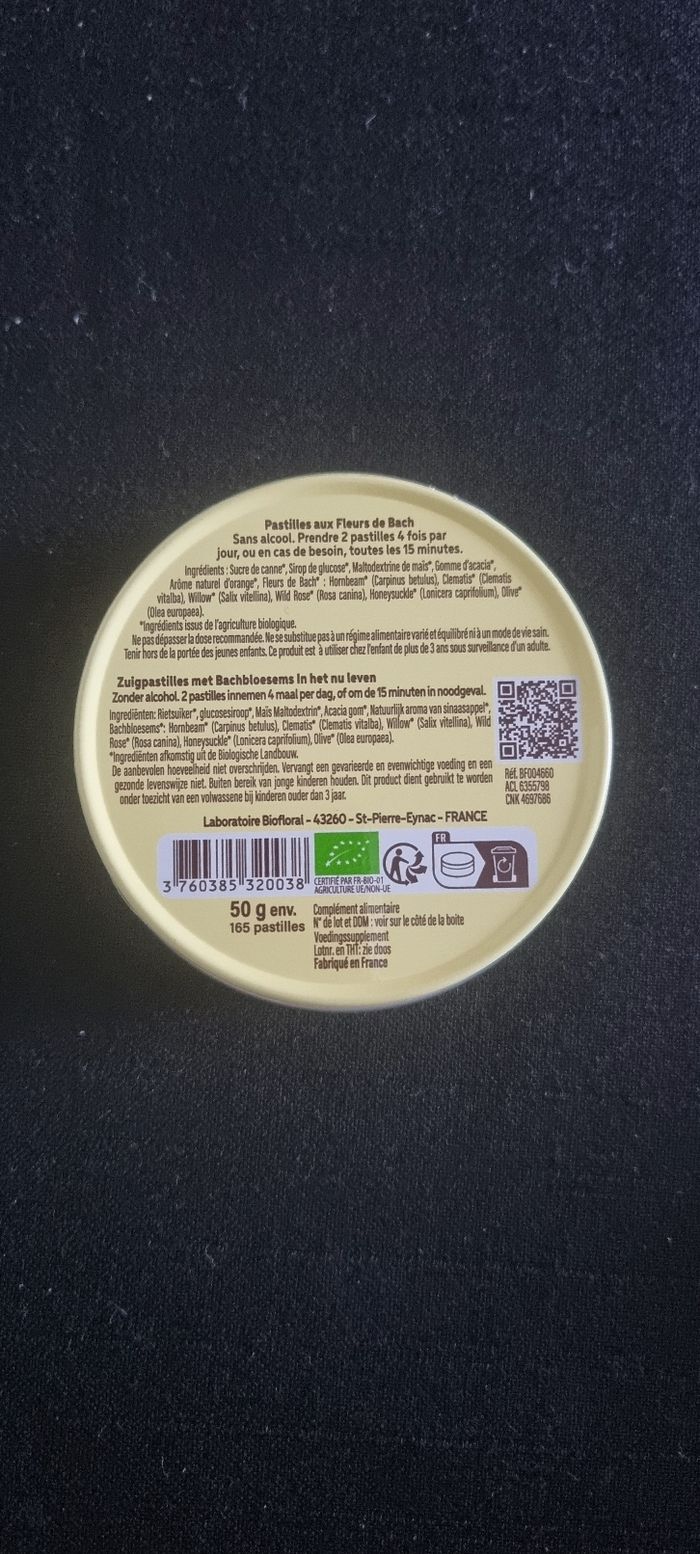 Pastilles aux Fleurs de Bach
Sans alcool. Prendre 2 pastilles 4 fois par
jour, ou en cas de besoin, toutes les 15 minutes.
Ingrédients : Sucre de canne*, Sirop de glucose*, Maltodextrine de maïs*, Gomme d'acacia*,
Arôme naturel d'orange*, Fleurs de Bach* : Hornbeam* (Carpinus betulus), Clematis* (Clematis
vitalba), Willow* (Salix vitellina), Wild Rose* (Rosa canina), Honeysuckle* (Lonicera caprifolium), Olive*
(Olea europaea).
*Ingrédients issus de l'agriculture biologique.
Ne pas dépasser la dose recommandée. Ne se substitue pas à un régime alimentaire varié et équilibré ni à un mode de vie sain.
Tenir hors de la portée des jeunes enfants. Ce produit est à utiliser chez l'enfant de plus de 3 ans sous surveillance d'un adulte.
Zuigpastilles met Bachbloesems In het nu leven
Zonder alcohol. 2 pastilles innemen 4 maal per dag, of om de 15 minuten in noodgeval.
Ingrediënten: Rietsuiker*, glucosesiroop*, Maïs Maltodextrin*, Acacia gom*, Natuurlijk aroma van sinaasappel*,
Bachbloesems*: Hornbeam* (Carpinus betulus), Clematis* (Clematis vitalba), Willow* (Salix vitellina), Wild
Rose* (Rosa canina), Honeysuckle* (Lonicera caprifolium), Olive* (Olea europaea).
*Ingrediënten afkomstig uit de Biologische Landbouw.
De aanbevolen hoeveelheid niet overschrijden. Vervangt een gevarieerde en evenwichtige voeding en een
gezonde levenswijze niet. Buiten bereik van jonge kinderen houden. Dit product dient gebruikt te worden
onder toezicht van een volwassene bij kinderen ouder dan 3 jaar.
Réf. BF004660
ACL 6355798
CNK 4697686
Laboratoire Biofloral - 43260 - St-Pierre-Eynac - FRANCE
3 760385 320038
CERTIFIÉ PAR FR-BIO-01
AGRICULTURE UE/NON-UE
FR
50 g env.
165 pastilles
Complément alimentaire
N° de lot et DDM : voir sur le côté de la boite
Voedingssupplement
Lotnr. en THT: zie doos
Fabriqué en France